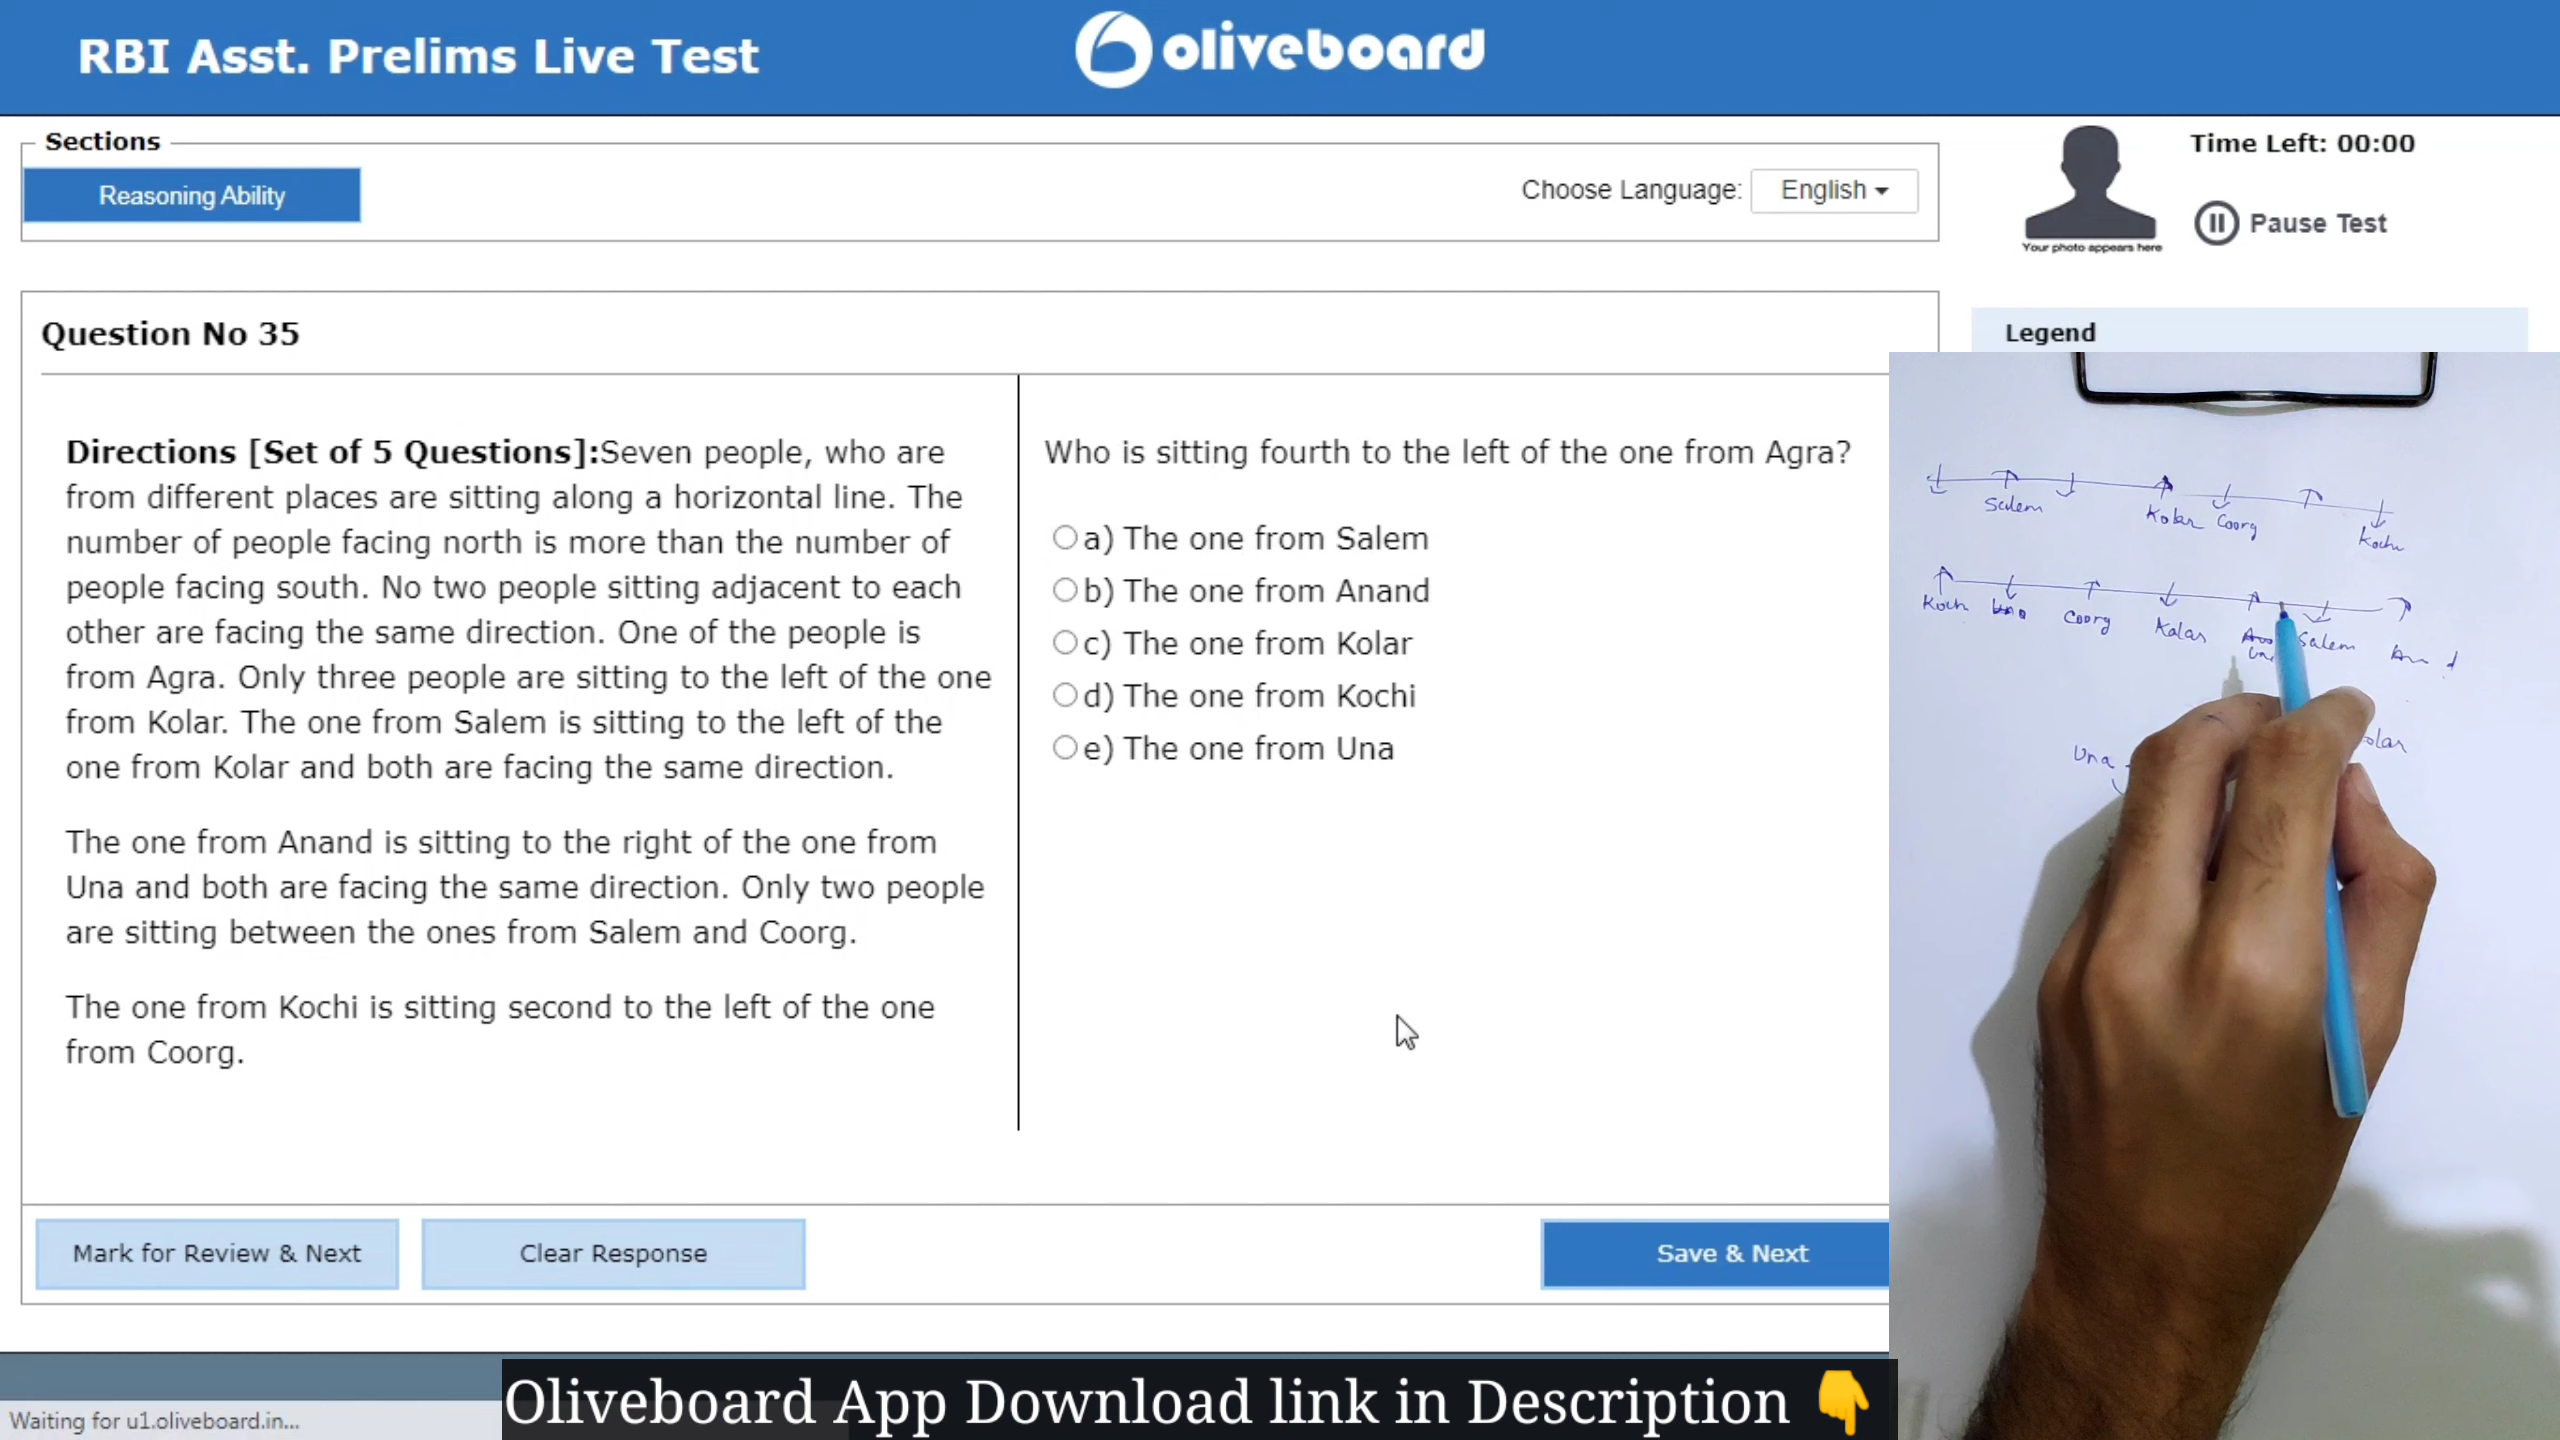 RBI Asst. Prelims Live Test
oliveboard
Sections
Reasoning Ability
Choose Language: English
Your photo appears here
Time Left: 00:00
Pause Test
Question No 35
Legend
Directions [Set of 5 Questions]:Seven people, who are
from different places are sitting along a horizontal line. The
number of people facing north is more than the number of
people facing south. No two people sitting adjacent to each
other are facing the same direction. One of the people is
from Agra. Only three people are sitting to the left of the one
from Kolar. The one from Salem is sitting to the left of the
one from Kolar and both are facing the same direction.
The one from Anand is sitting to the right of the one from
Una and both are facing the same direction. Only two people
are sitting between the ones from Salem and Coorg.
The one from Kochi is sitting second to the left of the one
from Coorg.
Who is sitting fourth to the left of the one from Agra?
a) The one from Salem
b) The one from Anand
c) The one from Kolar
d) The one from Kochi
e) The one from Una
Salem Kolar Coorg Kochi
Koch Una Coorg Kolar Salem
Una
Mark for Review & Next
Clear Response
Save & Next
Oliveboard App Download link in Description 👇
Waiting for u1.oliveboard.in...